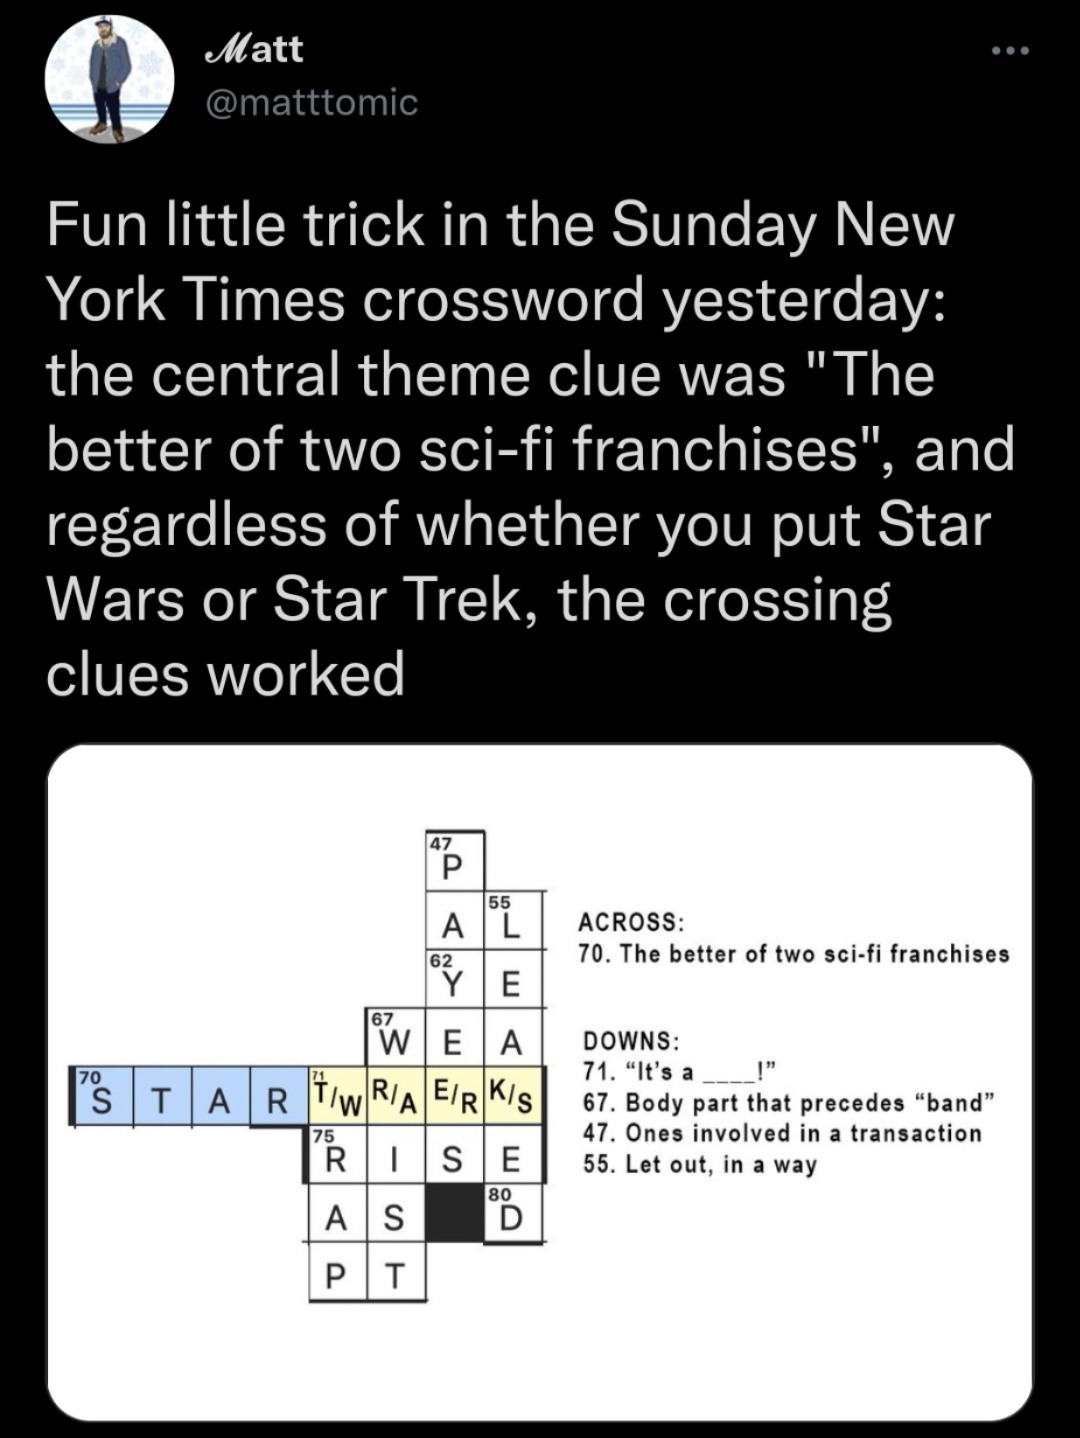 Matt
@matttomic
Fun little trick in the Sunday New
York Times crossword yesterday:
the central theme clue was "The
better of two sci-fi franchises", and
regardless of whether you put Star
Wars or Star Trek, the crossing
clues worked
47 P
A 55 L
62 Y E
67 W E A
70 S T A R 71 T/W R/A E/R K/S
75 R I S E
A S 80 D
P T
ACROSS:
70. The better of two sci-fi franchises
DOWNS:
71. “It's a ____!”
67. Body part that precedes “band”
47. Ones involved in a transaction
55. Let out, in a way